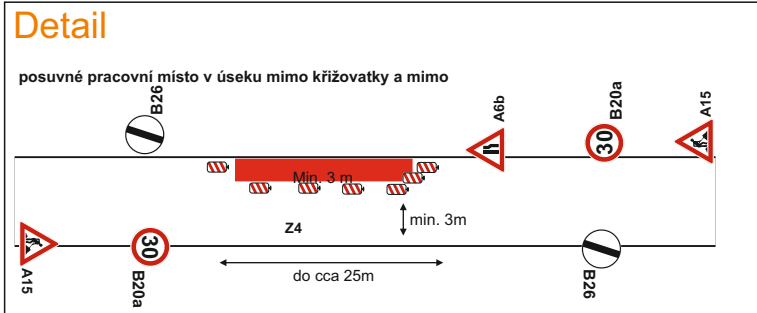 Detail
posuvné pracovní místo v úseku mimo křižovatky a mimo
B26
A6b
B20a
A15
30
Min. 3 m
Z4
min. 3m
do cca 25m
A15
30
B20a
B26